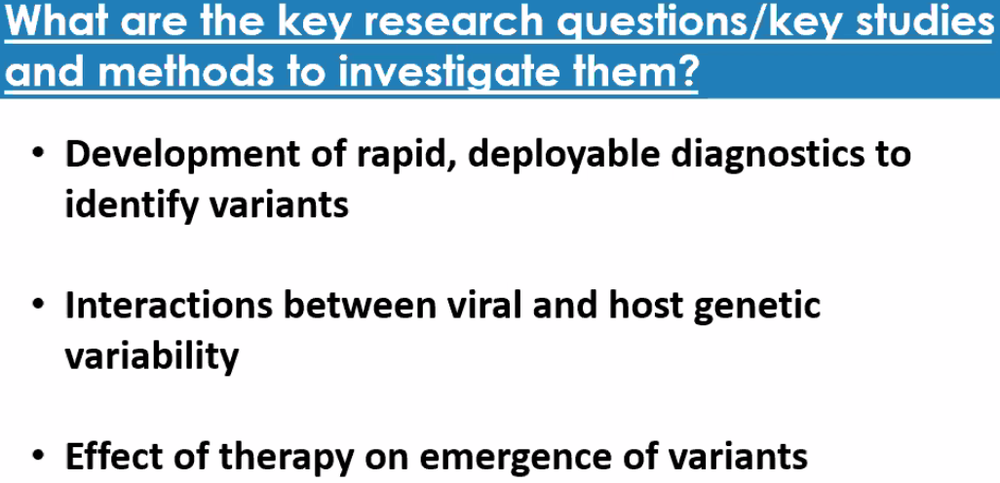 What are the key research questions/key studies
and methods to investigate them?
• Development of rapid, deployable diagnostics to
identify variants
• Interactions between viral and host genetic
variability
• Effect of therapy on emergence of variants